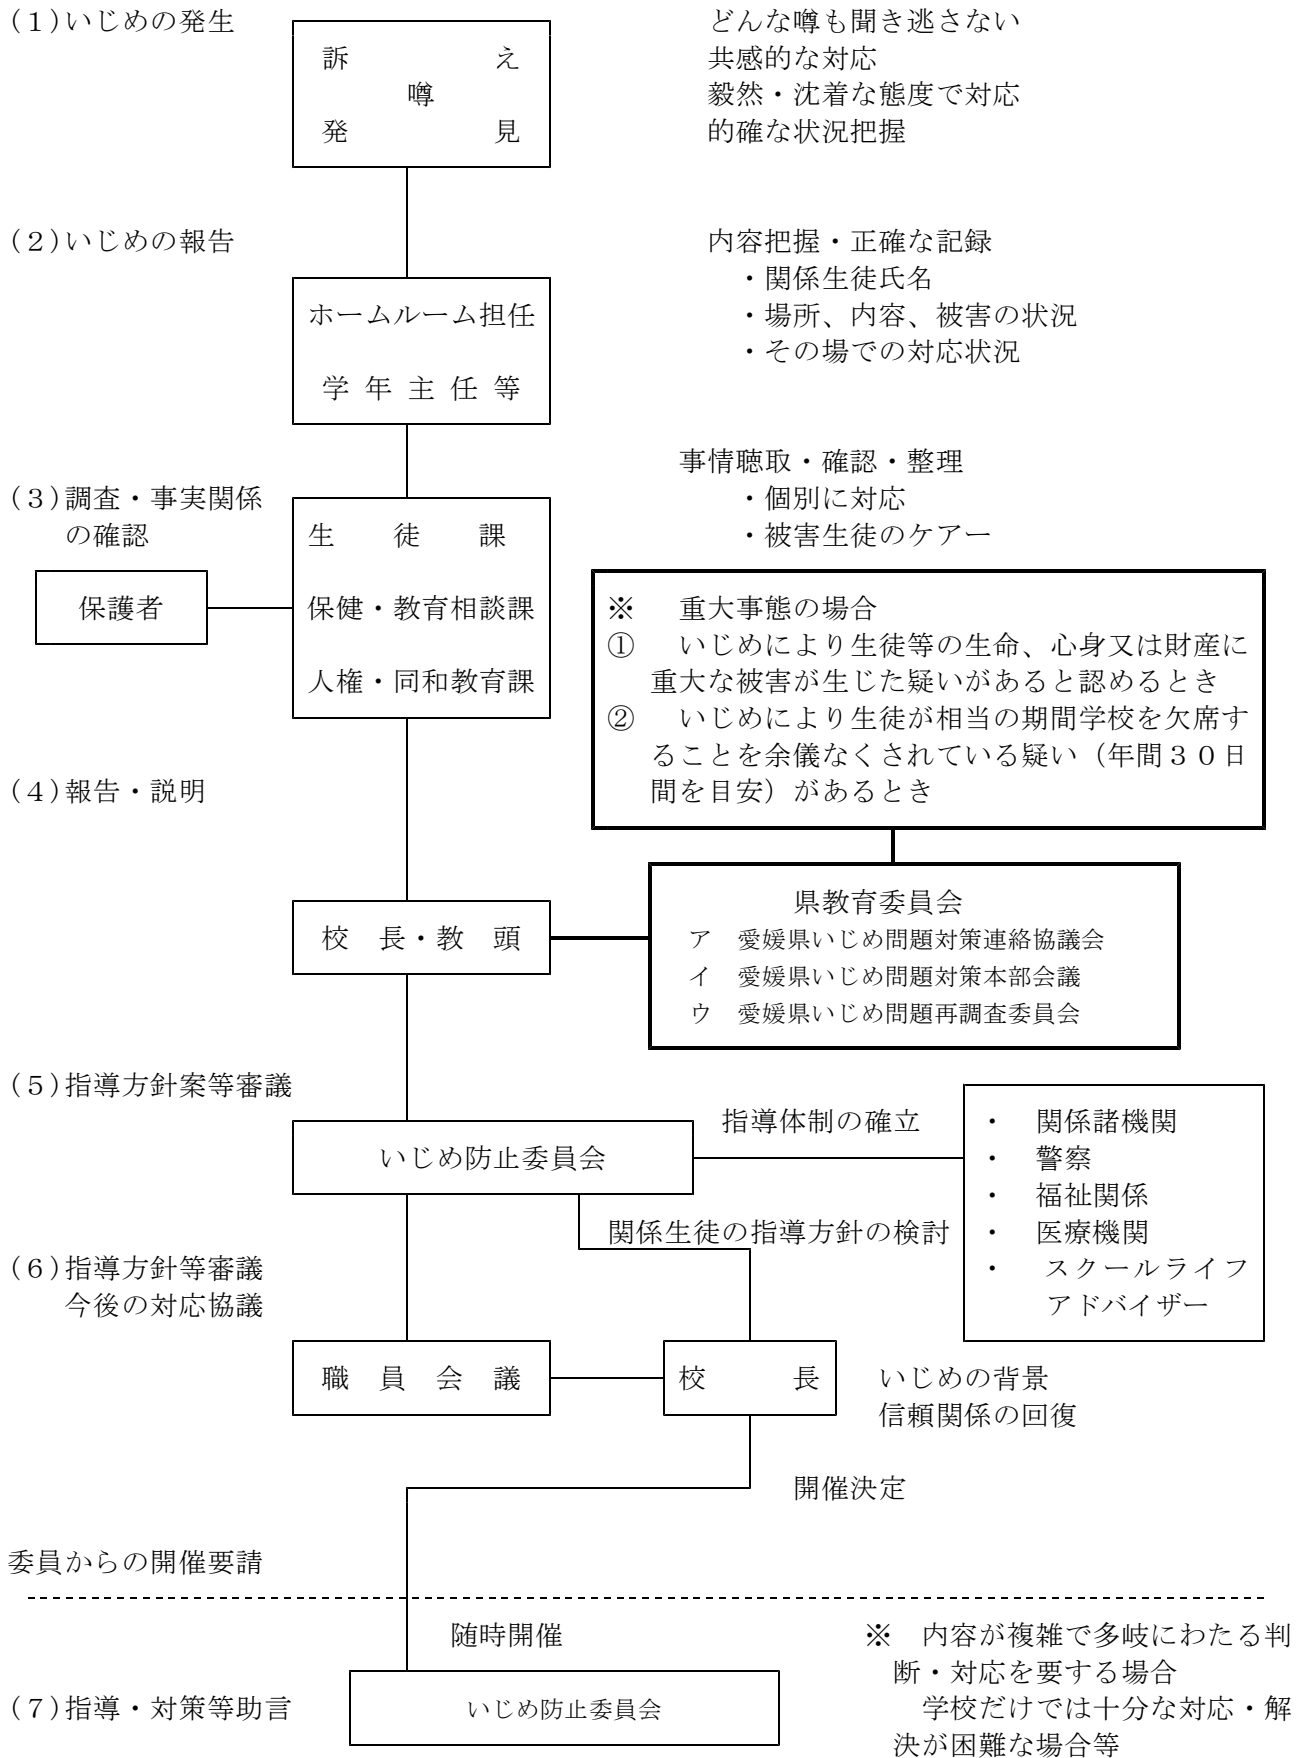 (１)いじめの発生
訴　　　　え
噂
発　　　　見
どんな噂も聞き逃さない
共感的な対応
毅然・沈着な態度で対応
的確な状況把握
(２)いじめの報告
ホームルーム担任
学 年 主 任 等
内容把握・正確な記録
・関係生徒氏名
・場所、内容、被害の状況
・その場での対応状況
(３)調査・事実関係
の確認
保護者
生　徒　課
保健・教育相談課
人権・同和教育課
事情聴取・確認・整理
・個別に対応
・被害生徒のケアー
※　重大事態の場合
①　いじめにより生徒等の生命、心身又は財産に
重大な被害が生じた疑いがあると認めるとき
②　いじめにより生徒が相当の期間学校を欠席す
ることを余儀なくされている疑い（年間３０日
間を目安）があるとき
(４)報告・説明
校　長・教　頭
県教育委員会
ア　愛媛県いじめ問題対策連絡協議会
イ　愛媛県いじめ問題対策本部会議
ウ　愛媛県いじめ問題再調査委員会
(５)指導方針案等審議
いじめ防止委員会
指導体制の確立
・　関係諸機関
・　警察
・　福祉関係
・　医療機関
・　スクールライフ
アドバイザー
関係生徒の指導方針の検討
(６)指導方針等審議
今後の対応協議
職　員　会　議
校　　　長
いじめの背景
信頼関係の回復
開催決定
委員からの開催要請
随時開催
(７)指導・対策等助言
いじめ防止委員会
※　内容が複雑で多岐にわたる判
断・対応を要する場合
学校だけでは十分な対応・解
決が困難な場合等